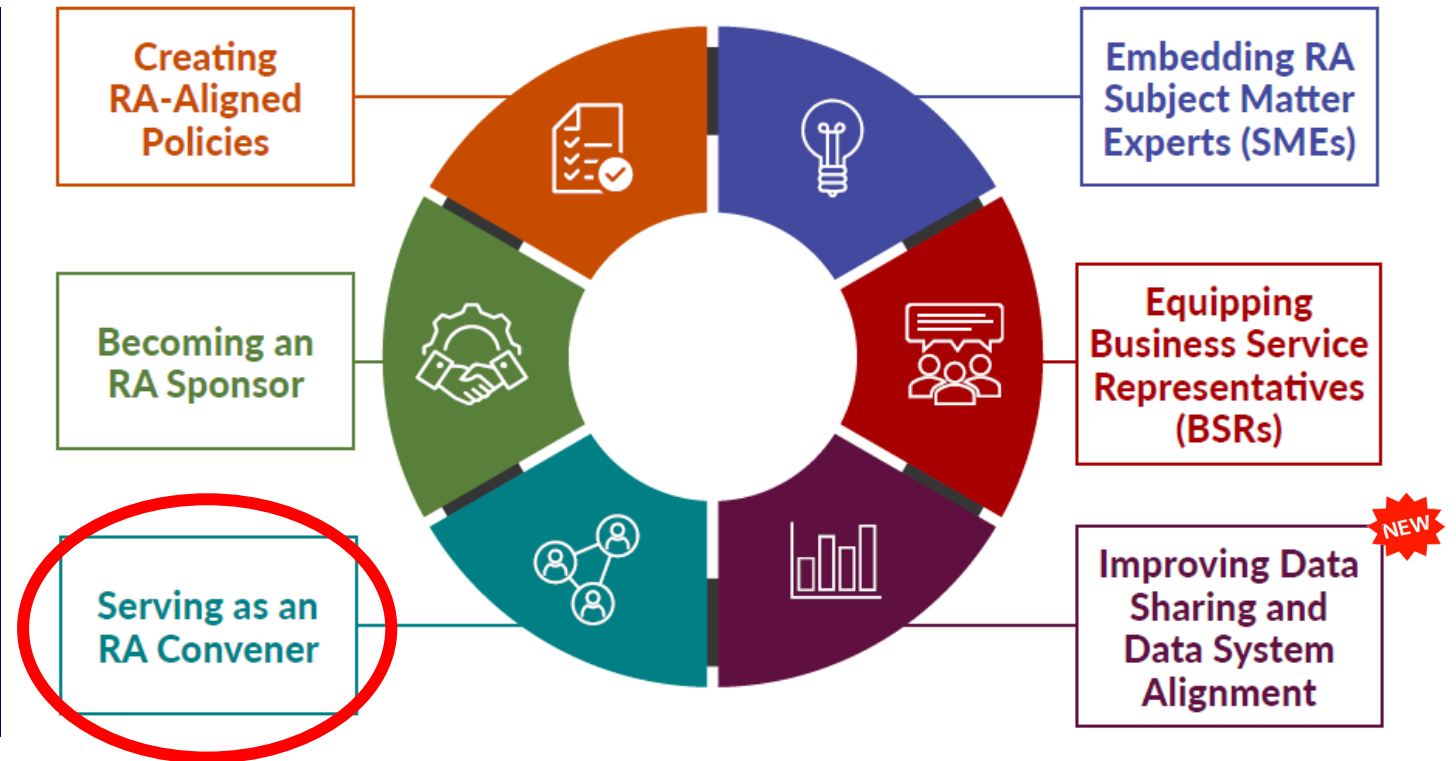 Creating
RA-Aligned
Policies
Embedding RA
Subject Matter
Experts (SMEs)
Becoming an
RA Sponsor
Equipping
Business Service
Representatives
(BSRs)
Serving as an
RA Convener
NEW
Improving Data
Sharing and
Data System
Alignment